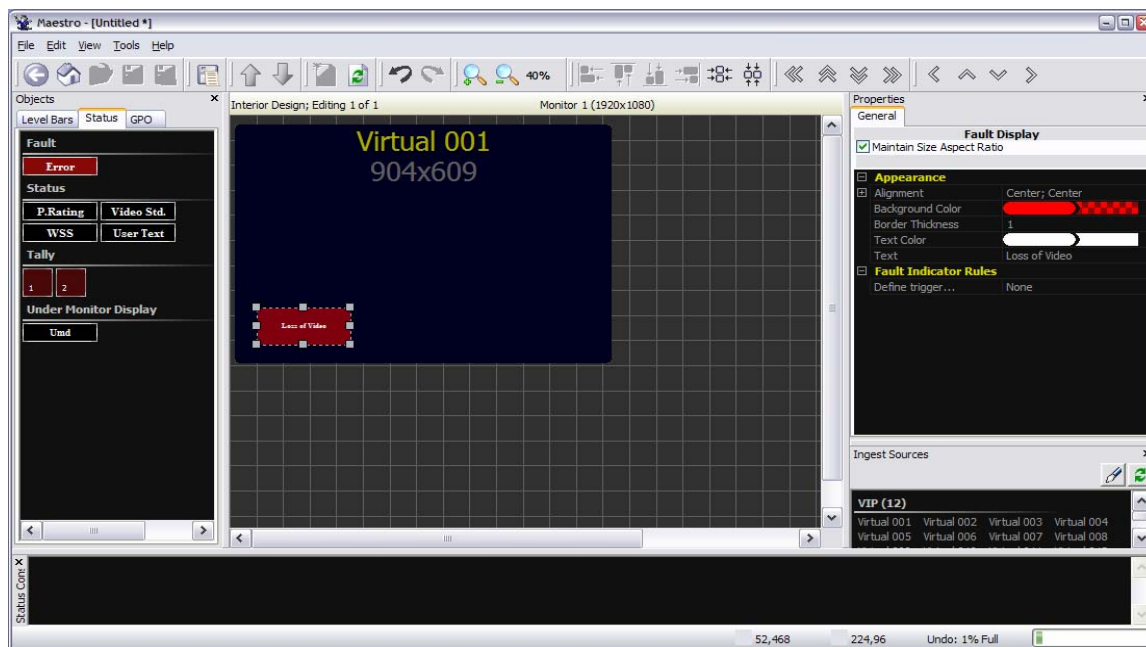 Maestro - [Untitled *]
File Edit View Tools Help
40%
Objects
Level Bars Status GPO
Fault
Error
Status
P.Rating Video Std.
WSS User Text
Tally
1 2
Under Monitor Display
Umd
Interior Design; Editing 1 of 1 Monitor 1 (1920x1080)
Virtual 001
904x609
Loss of Video
Properties
General
Fault Display
Maintain Size Aspect Ratio
Appearance
Alignment Center; Center
Background Color
Border Thickness 1
Text Color
Text Loss of Video
Fault Indicator Rules
Define trigger... None
Ingest Sources
VIP (12)
Virtual 001 Virtual 002 Virtual 003 Virtual 004
Virtual 005 Virtual 006 Virtual 007 Virtual 008
Status Cons
52,468 224,96 Undo: 1% Full